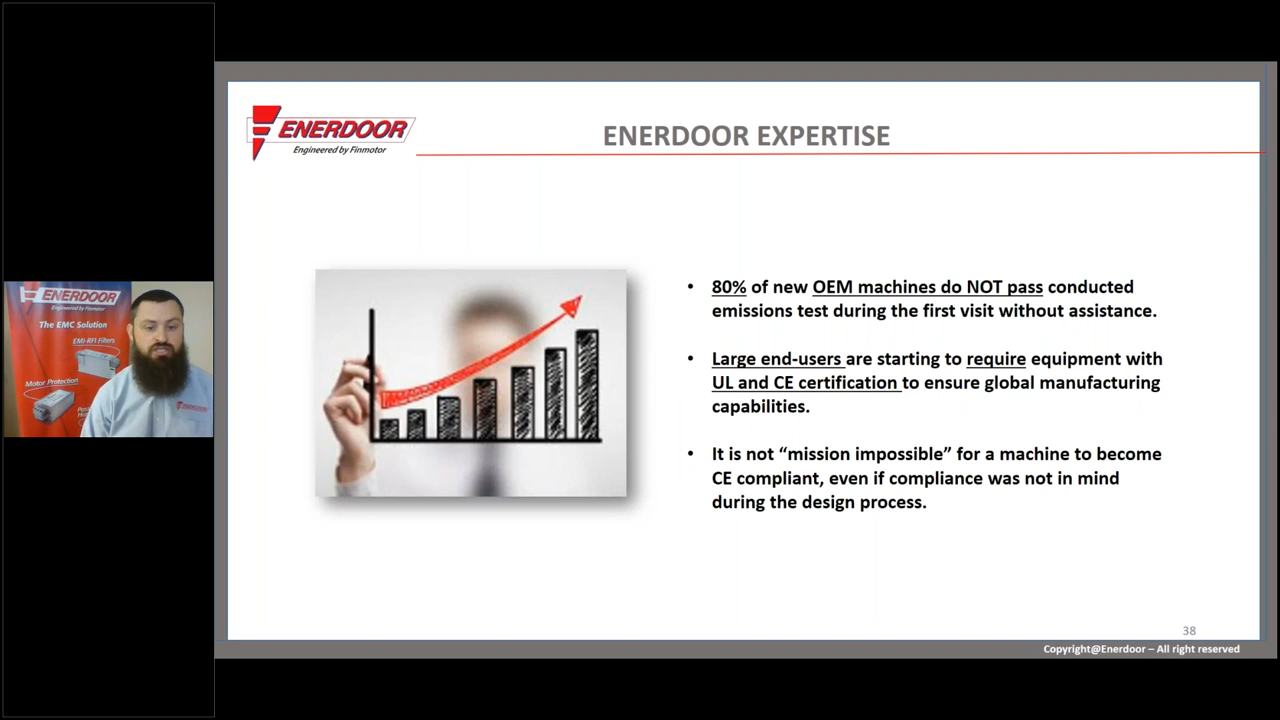 ENERDOOR
Engineered by Finmotor
ENERDOOR EXPERTISE
• 80% of new OEM machines do NOT pass conducted
emissions test during the first visit without assistance.
• Large end-users are starting to require equipment with
UL and CE certification to ensure global manufacturing
capabilities.
• It is not “mission impossible” for a machine to become
CE compliant, even if compliance was not in mind
during the design process.
38
Copyright@Enerdoor – All right reserved
ENERDOOR
Engineered by Finmotor
The EMC Solution
EMI-RFI Filters
Motor Protection
ENERDOOR